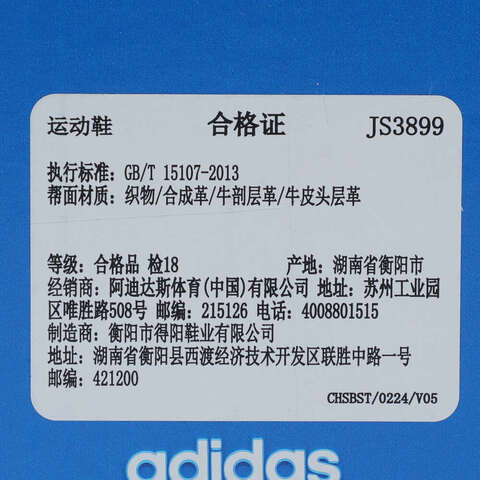 运动鞋 合格证 JS3899
执行标准: GB/T 15107-2013
帮面材质: 织物/合成革/牛剖层革/牛皮头层革
等级: 合格品 检18 产地: 湖南省衡阳市
经销商: 阿迪达斯体育(中国)有限公司 地址: 苏州工业园
区唯胜路508号 邮编: 215126 电话: 4008801515
制造商: 衡阳市得阳鞋业有限公司
地址: 湖南省衡阳县西渡经济技术开发区联胜中路一号
邮编: 421200
CHSBST/0224/V05
adidas